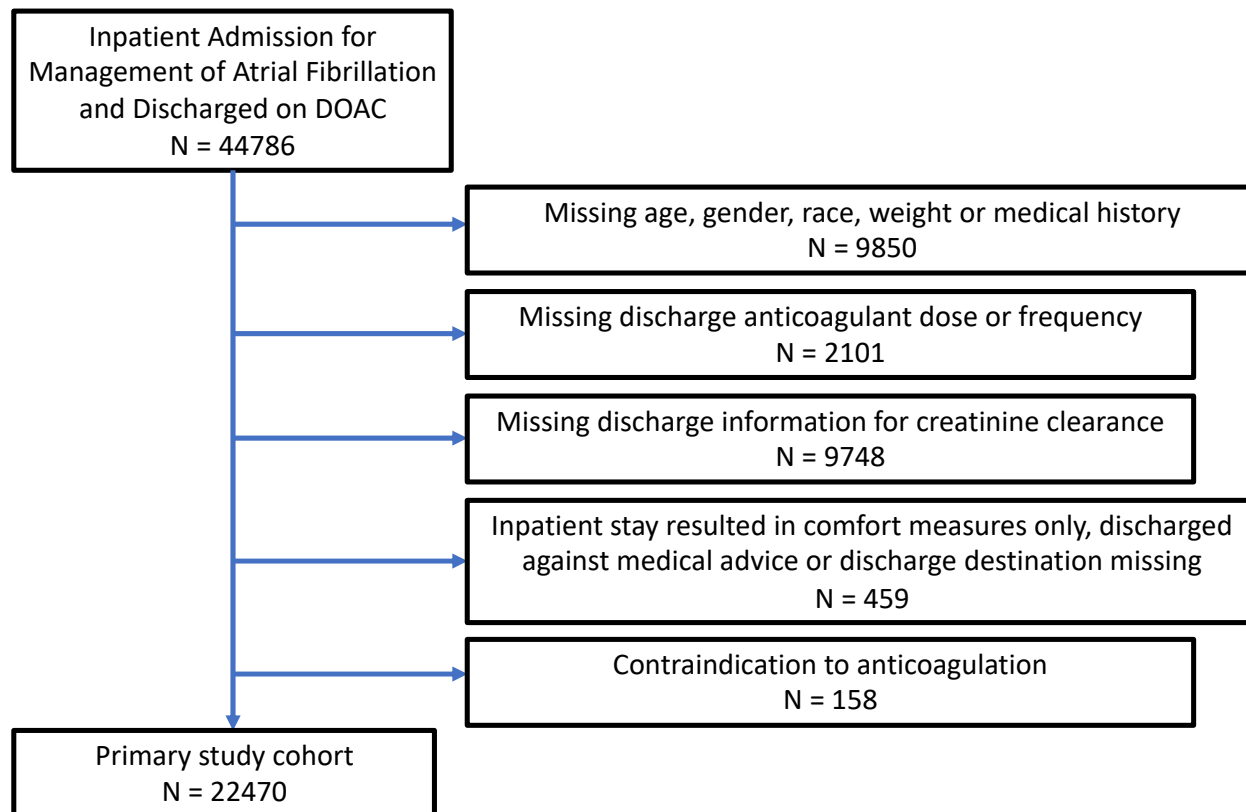 Inpatient Admission for
Management of Atrial Fibrillation
and Discharged on DOAC
N = 44786
Missing age, gender, race, weight or medical history
N = 9850
Missing discharge anticoagulant dose or frequency
N = 2101
Missing discharge information for creatinine clearance
N = 9748
Inpatient stay resulted in comfort measures only, discharged
against medical advice or discharge destination missing
N = 459
Contraindication to anticoagulation
N = 158
Primary study cohort
N = 22470